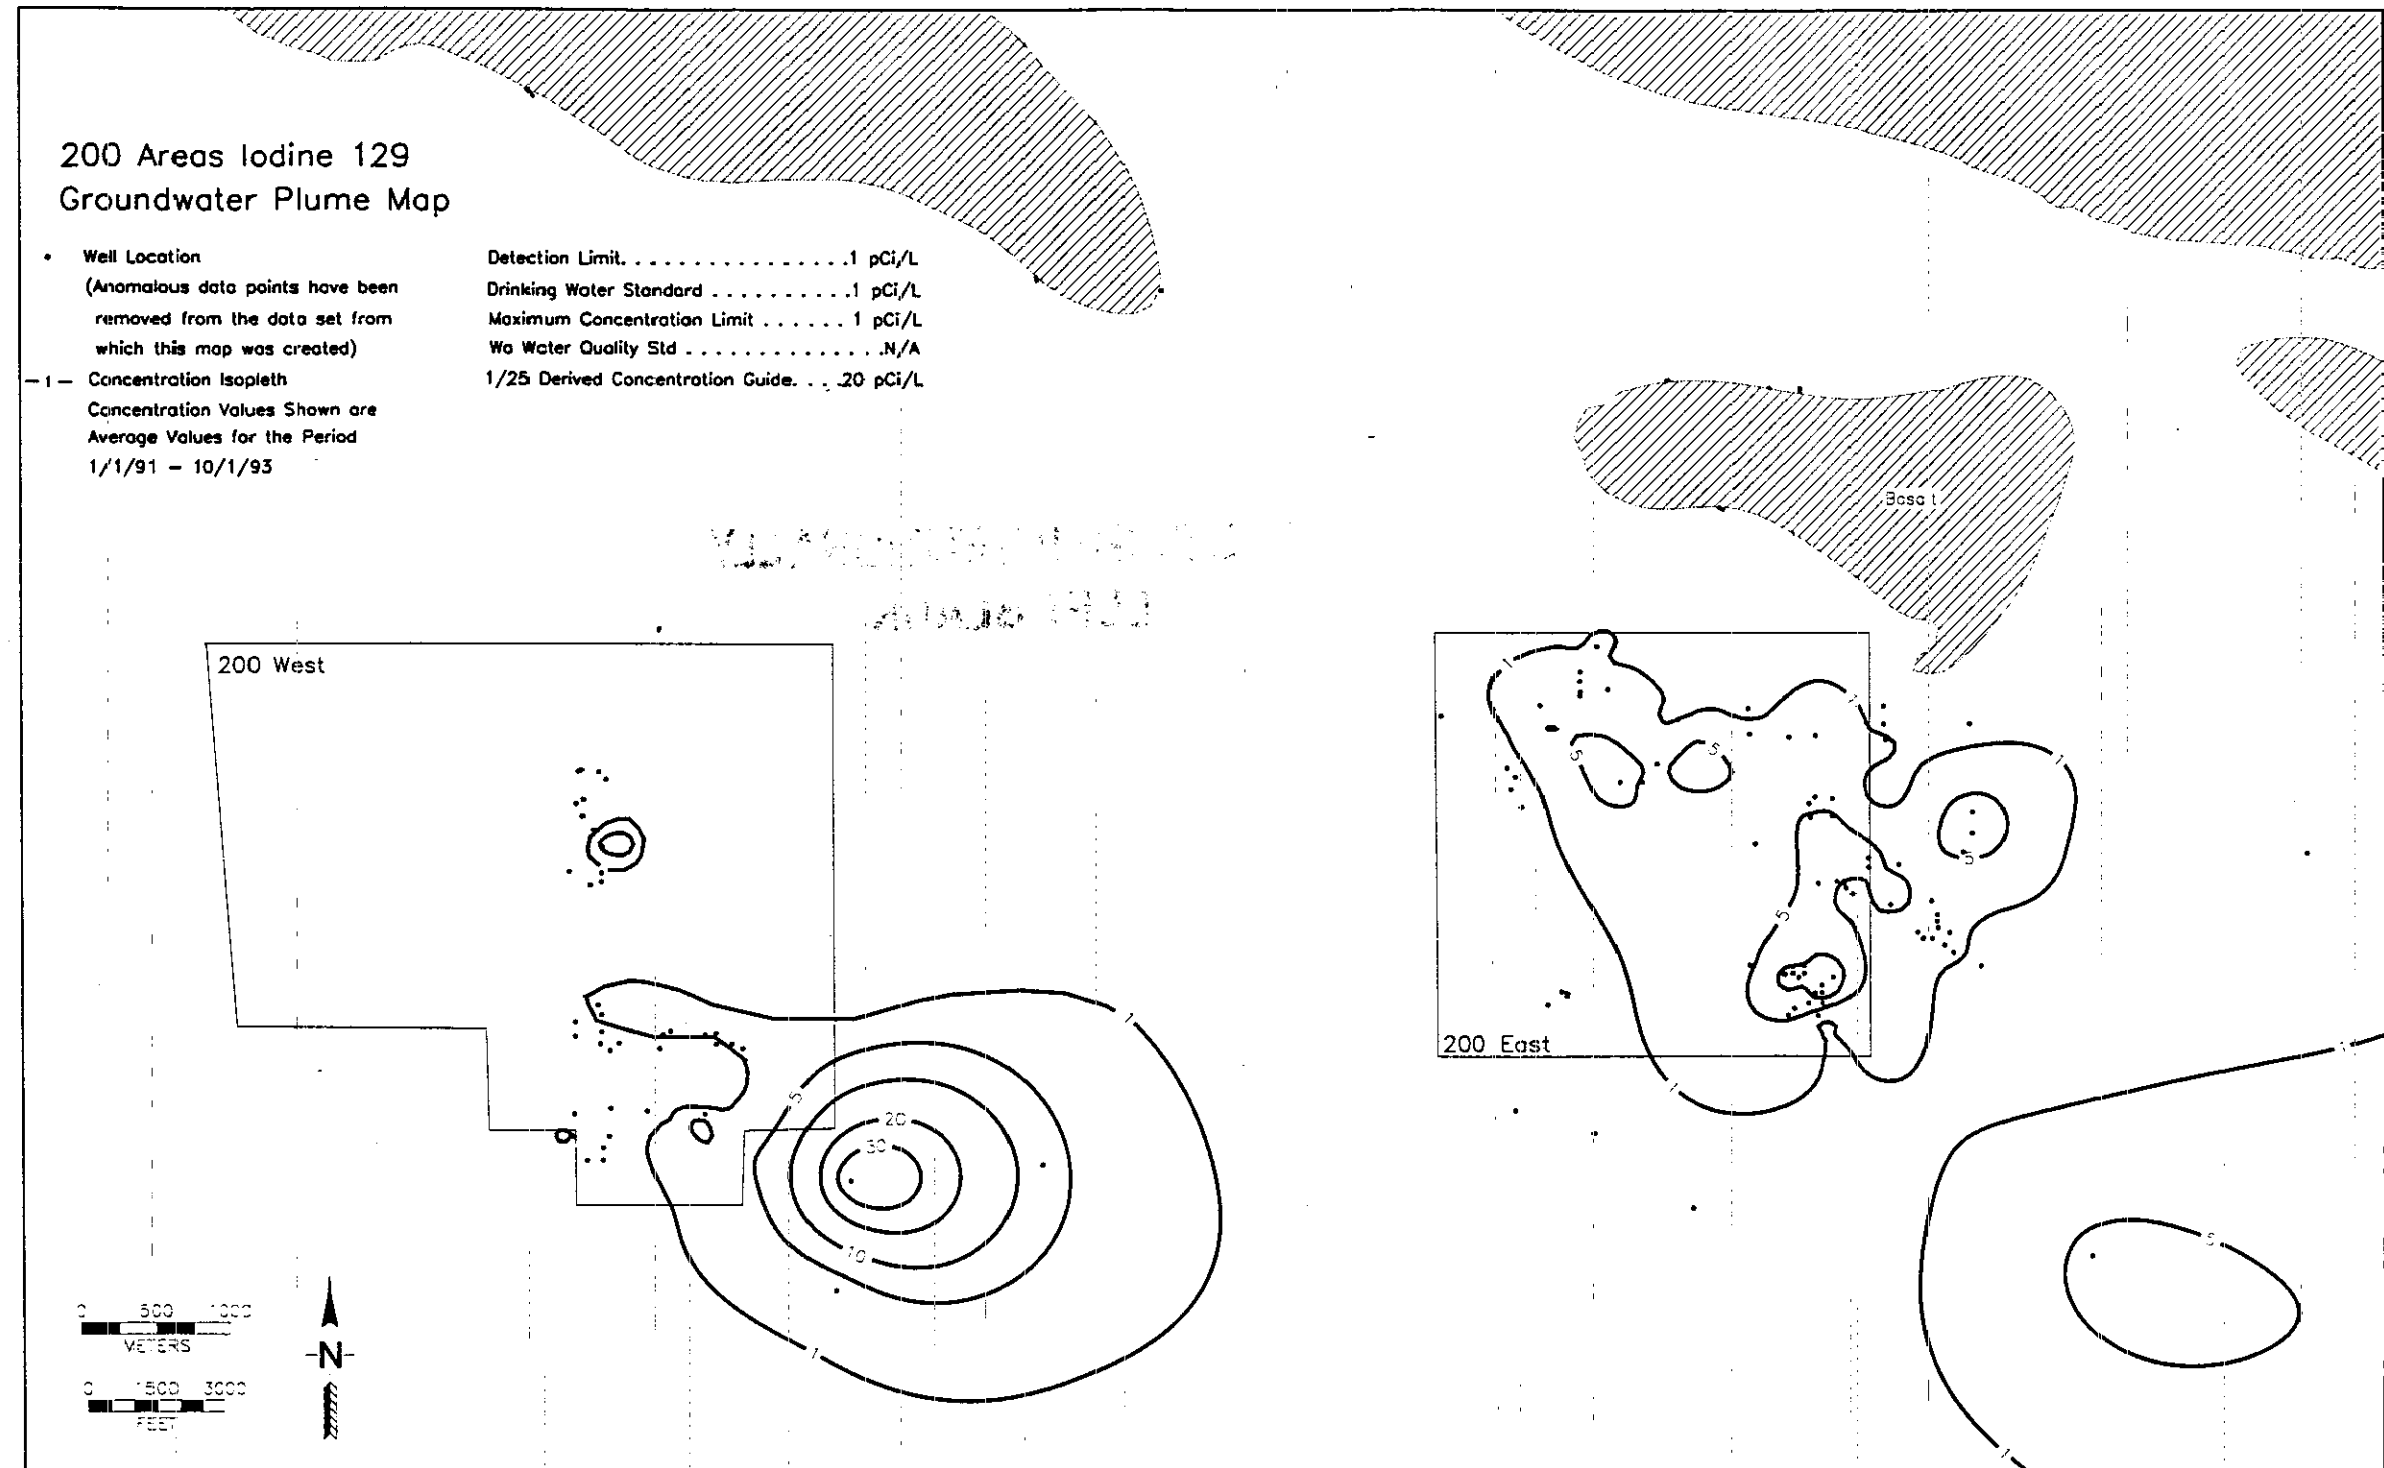 200 Areas Iodine 129
Groundwater Plume Map
Well Location
(Anomalous data points have been
removed from the data set from
which this map was created)
—1— Concentration Isopleth
Concentration Values Shown are
Average Values for the Period
1/1/91 – 10/1/93
Detection Limit. . . . . . . . . . . . . . . .1 pCi/L
Drinking Water Standard . . . . . . . . . .1 pCi/L
Maximum Concentration Limit . . . . . . 1 pCi/L
Wa Water Quality Std . . . . . . . . . . . . . .N/A
1/25 Derived Concentration Guide. . . .20 pCi/L
Basalt
200 West
200 East
1
1
1
5
5
5
5
1
1
5
20
30
10
1
1
5
1
0 500 1000
METERS
0 1500 3000
FEET
-N-